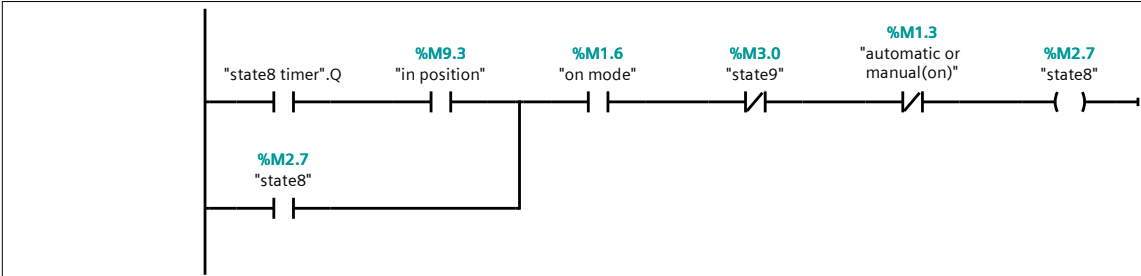 %M1.3
%M9.3 %M1.6 %M3.0 "automatic or %M2.7
"state8 timer".Q "in position" "on mode" "state9" manual(on)" "state8"
%M2.7
"state8"